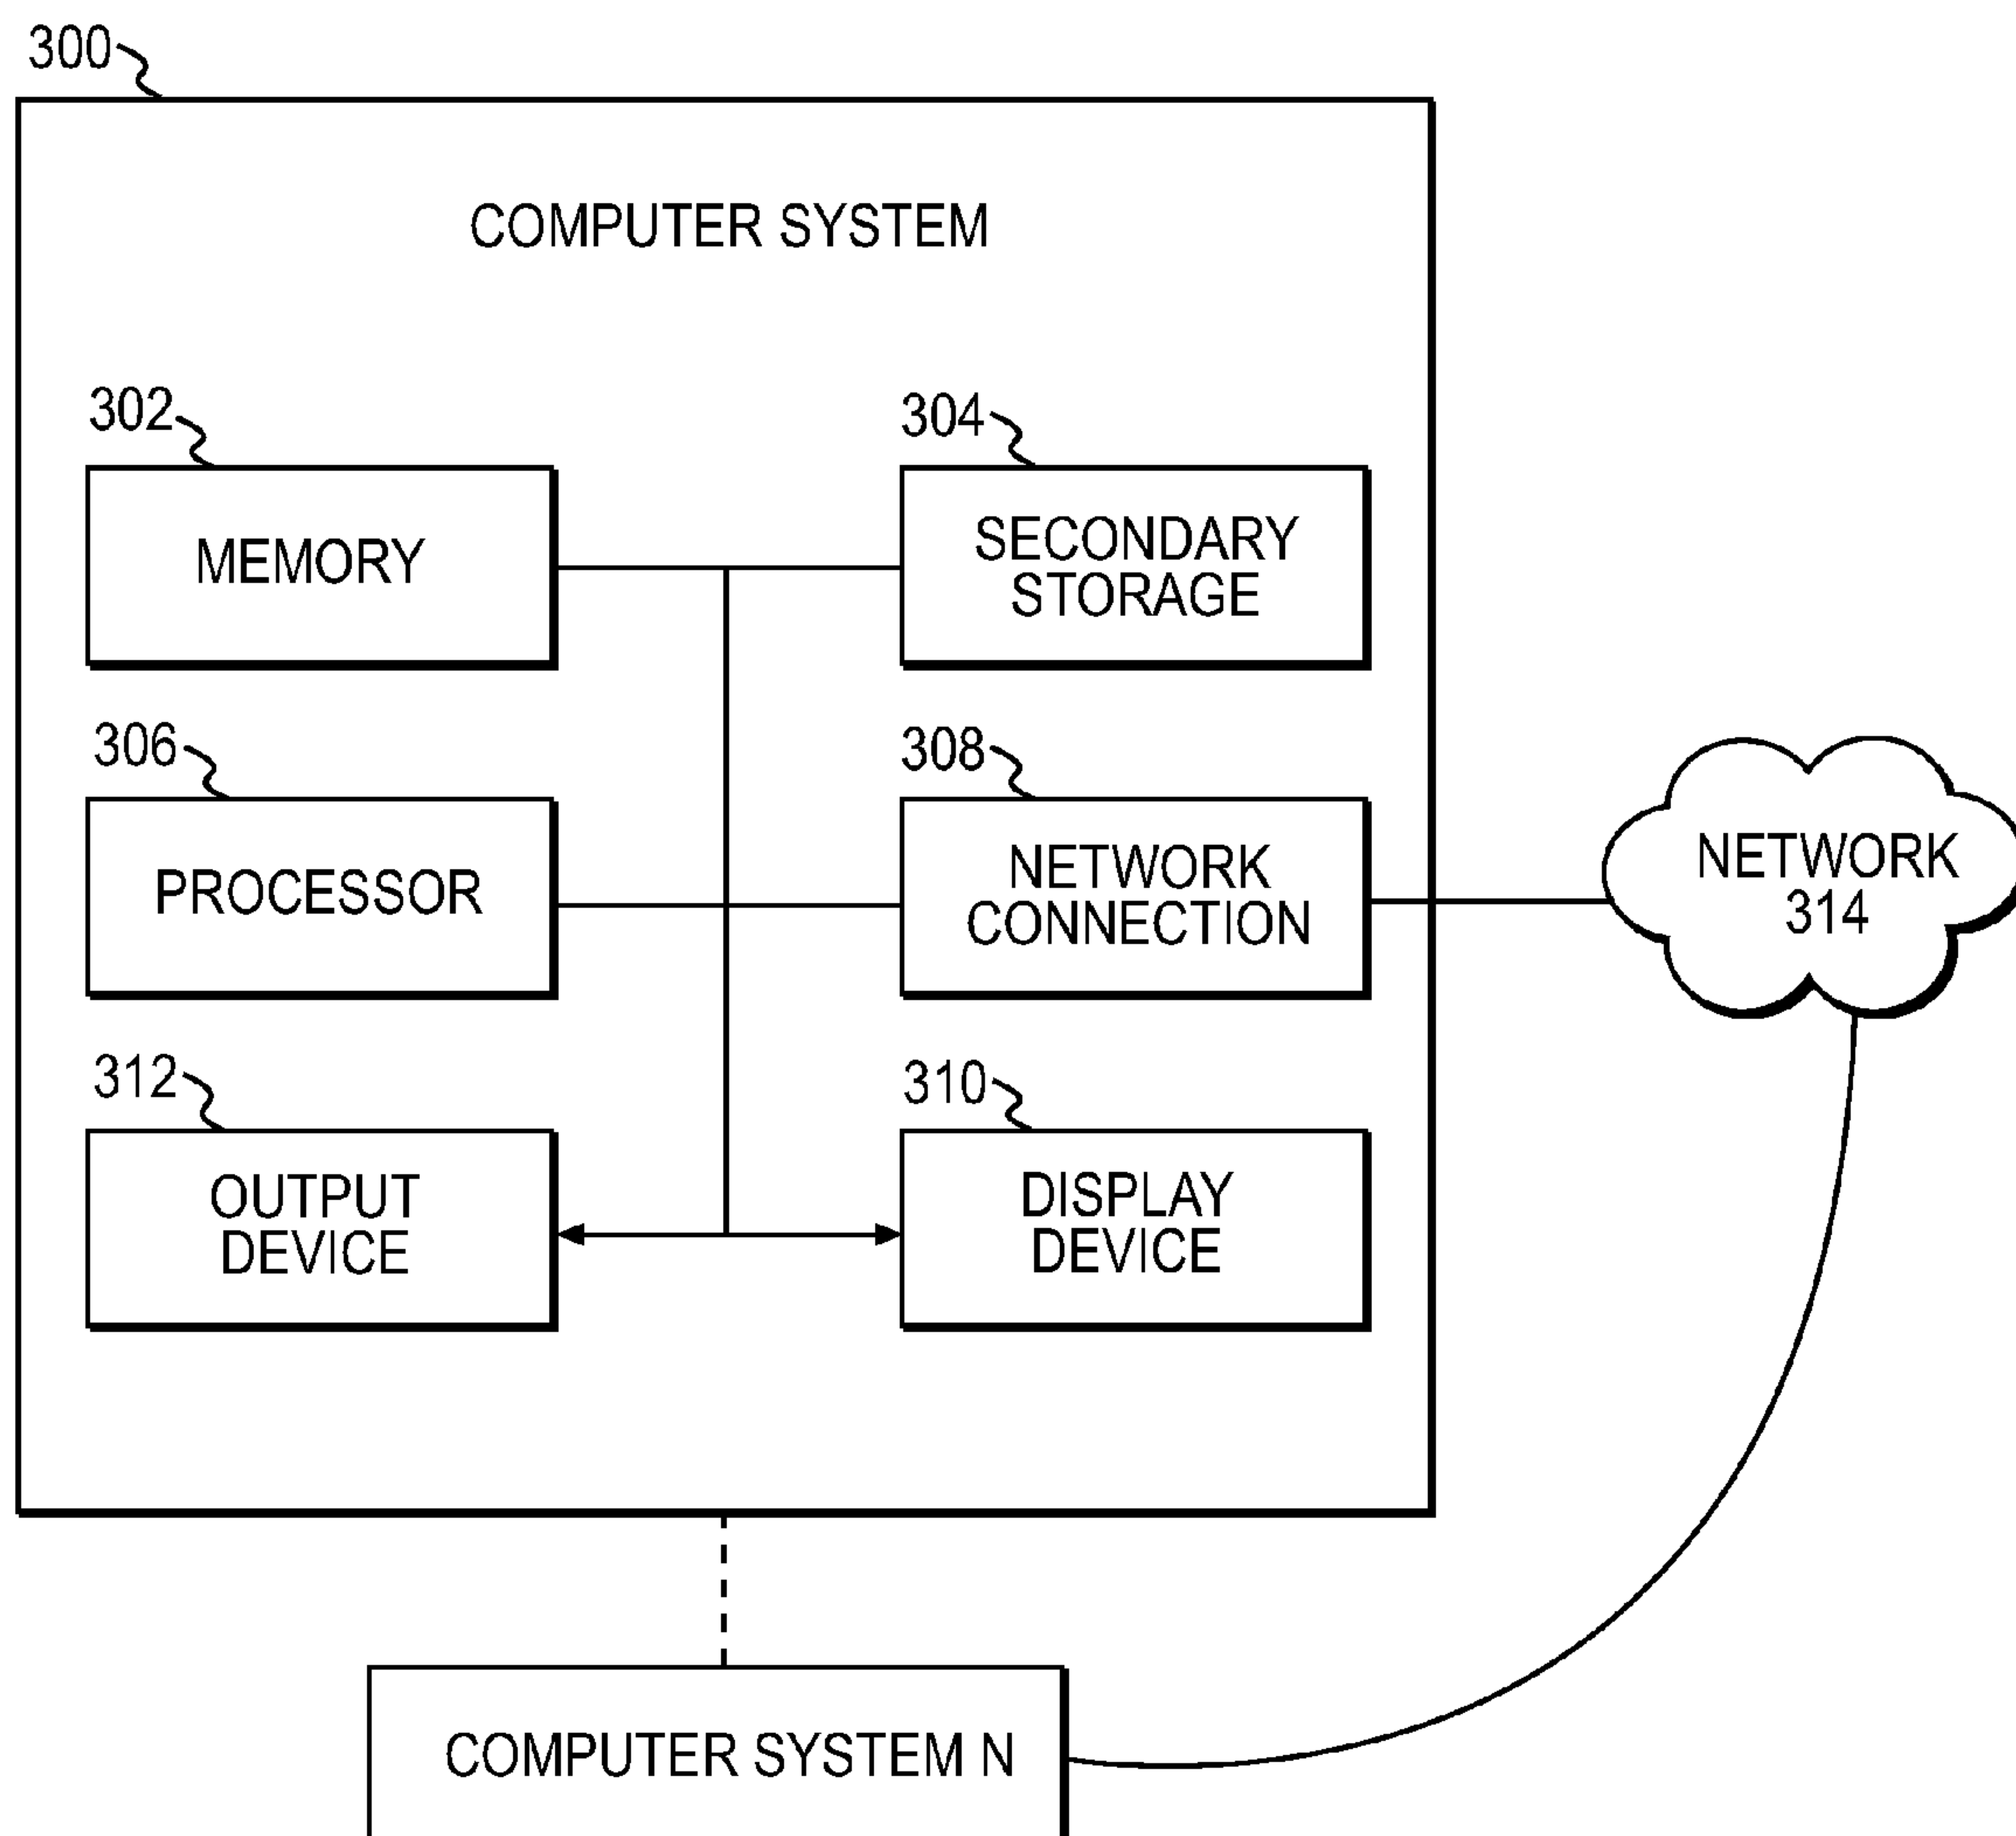 300
COMPUTER SYSTEM
302
304
MEMORY
SECONDARY
STORAGE
306
308
PROCESSOR
NETWORK
CONNECTION
NETWORK
314
312
310
OUTPUT
DEVICE
DISPLAY
DEVICE
COMPUTER SYSTEM N